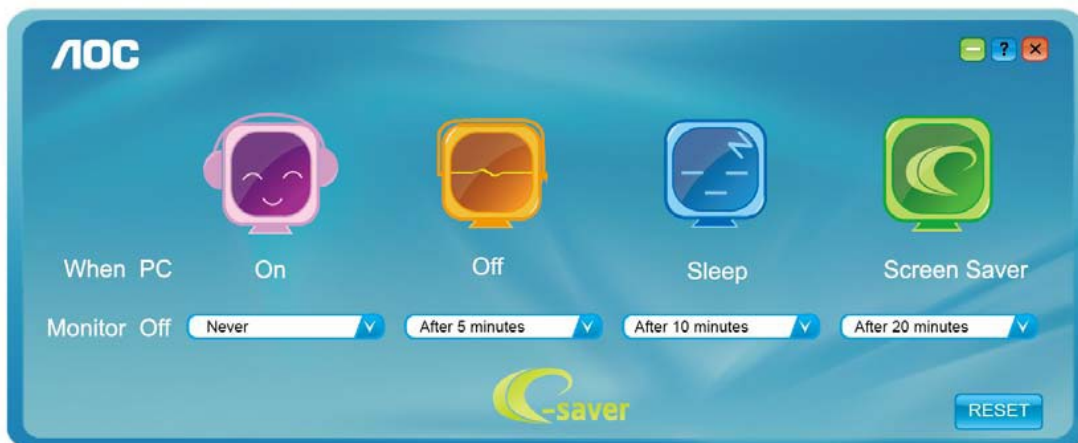 AOC
?
When PC On Off Sleep Screen Saver
Monitor Off Never After 5 minutes After 10 minutes After 20 minutes
e-saver
RESET